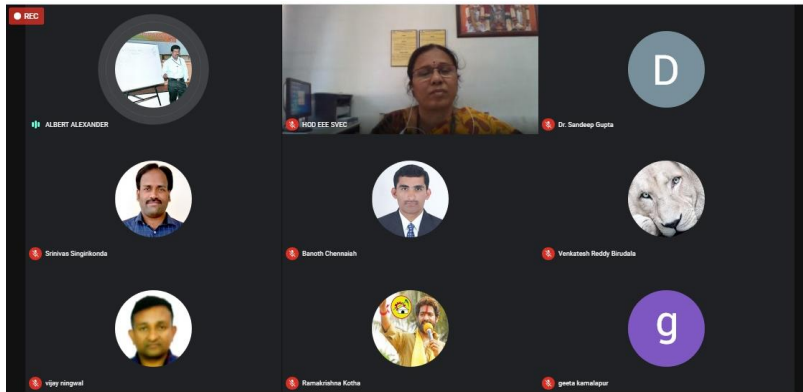 REC
D
ALBERT ALEXANDER
HOD EEE SVEC
Dr. Sandeep Gupta
Srinivas Singirikonda
Banoth Chennaiah
Venkatesh Reddy Birudala
g
vijay ningwal
Ramakrishna Kotha
geeta kamalapur